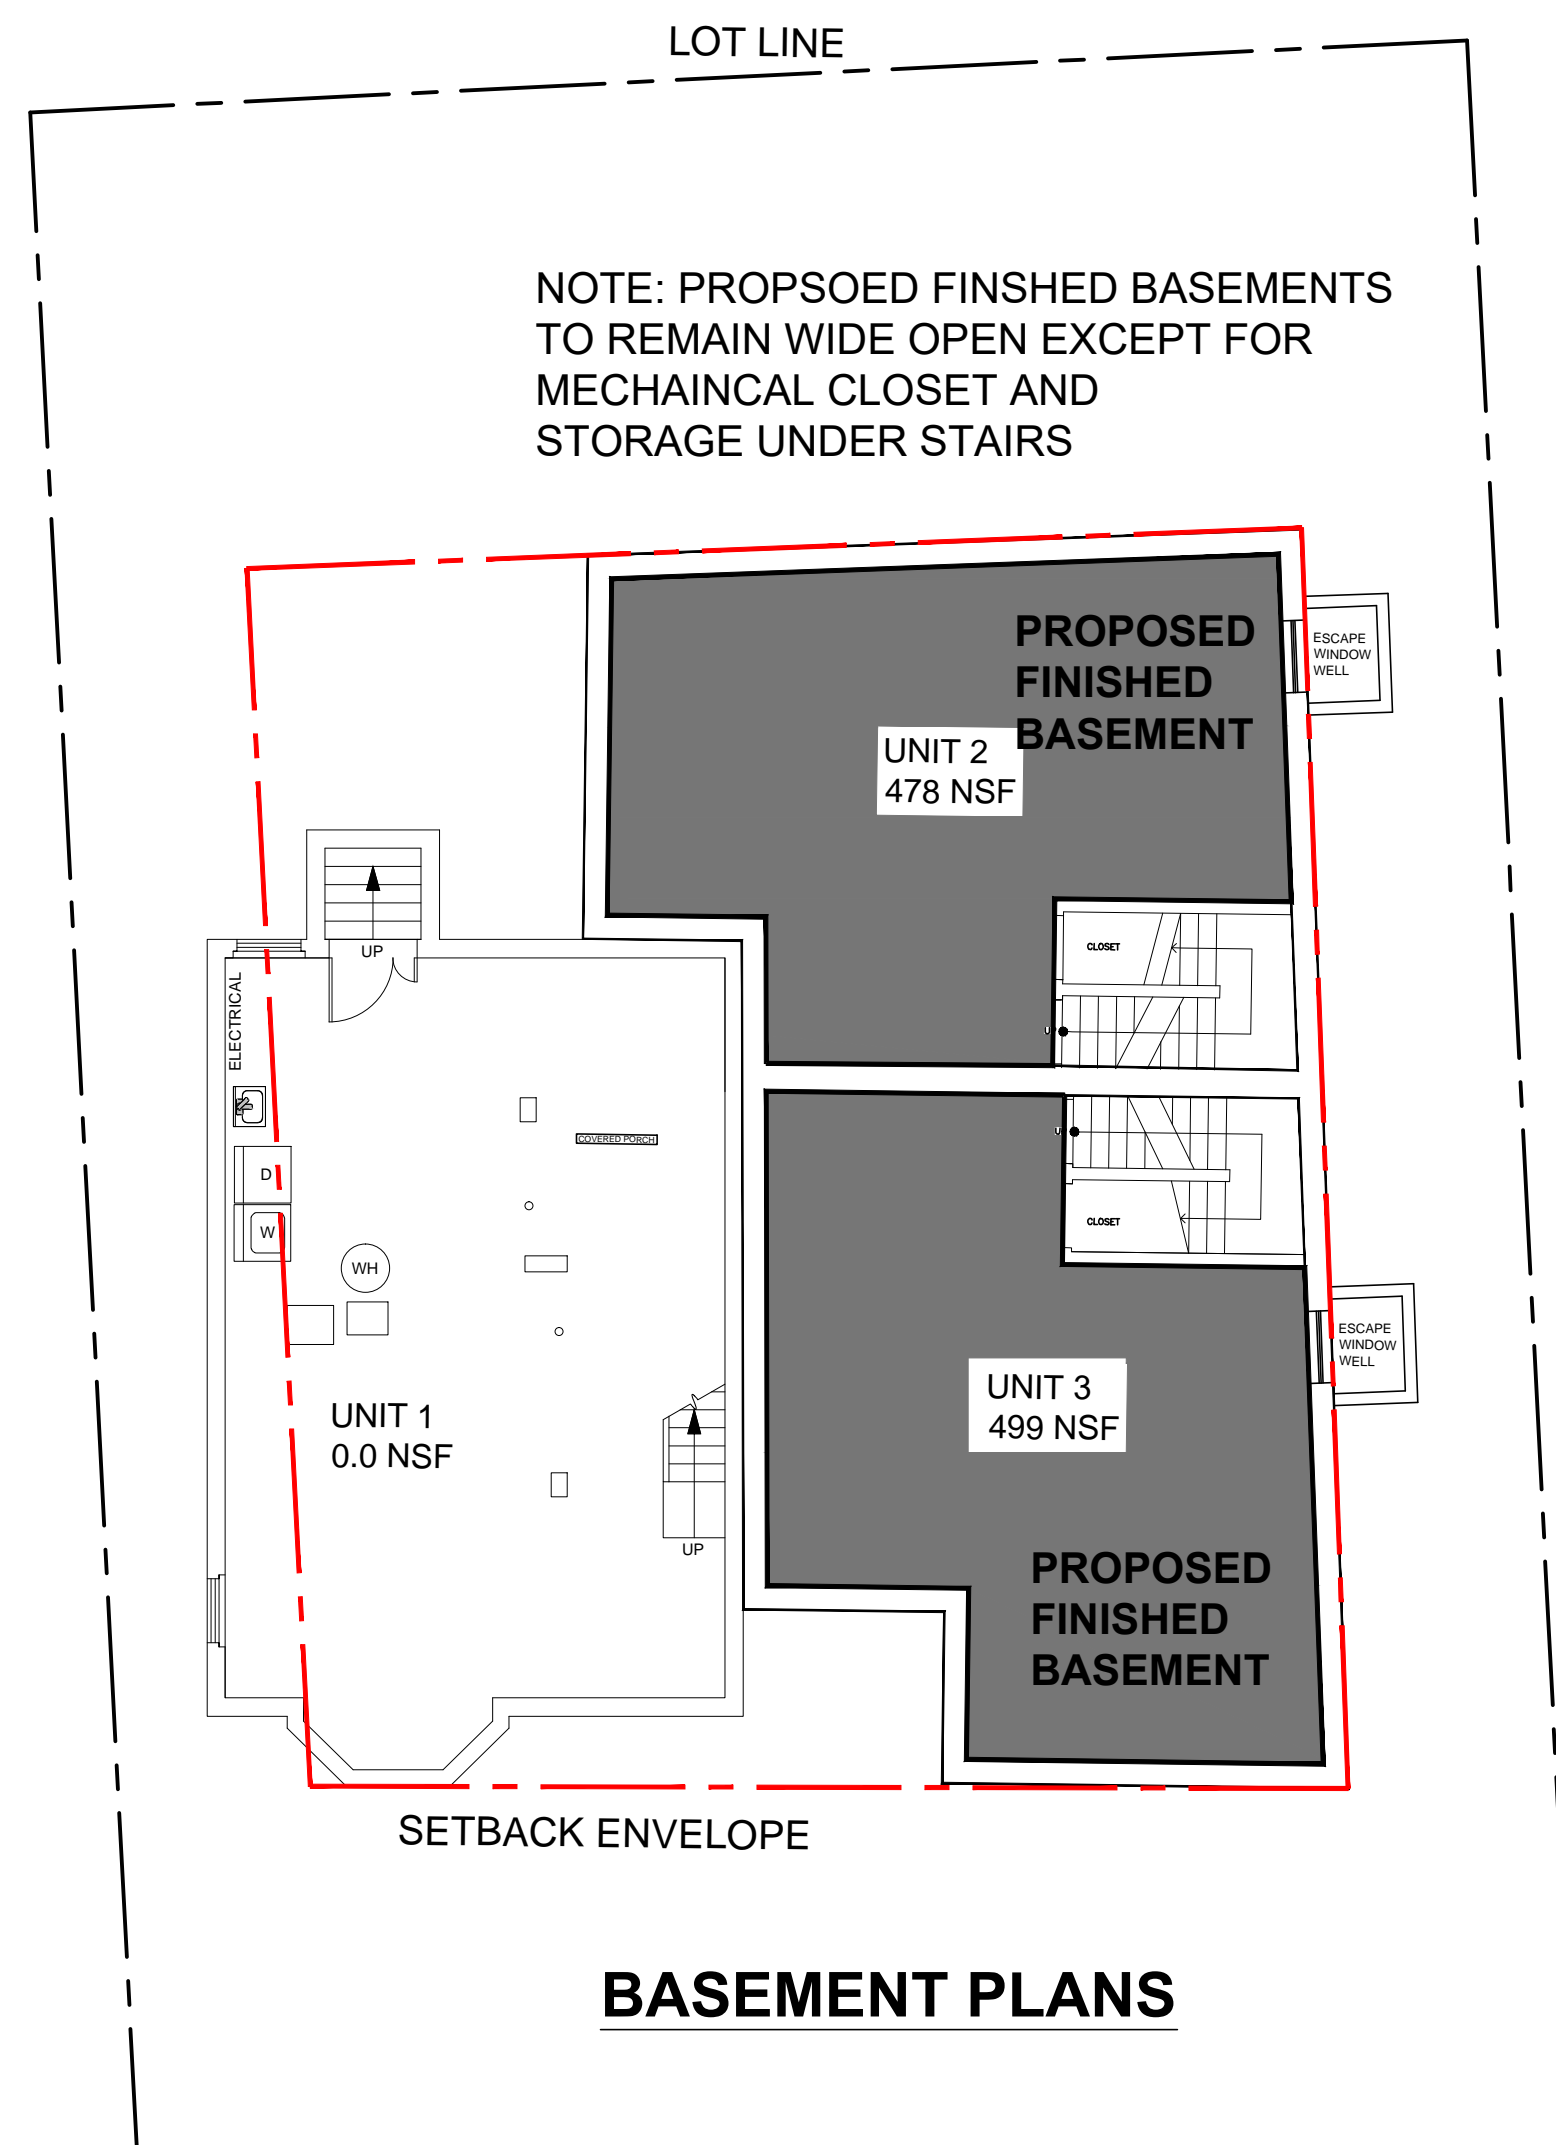 LOT LINE
NOTE: PROPSOED FINSHED BASEMENTS
TO REMAIN WIDE OPEN EXCEPT FOR
MECHAINCAL CLOSET AND
STORAGE UNDER STAIRS
PROPOSED
FINISHED
BASEMENT
ESCAPE
WINDOW
WELL
UNIT 2
478 NSF
UP
ELECTRICAL
CLOSET
U
COVERED PORCH
D
W
WH
U
CLOSET
ESCAPE
WINDOW
WELL
UNIT 3
499 NSF
UNIT 1
0.0 NSF
UP
PROPOSED
FINISHED
BASEMENT
SETBACK ENVELOPE
BASEMENT PLANS